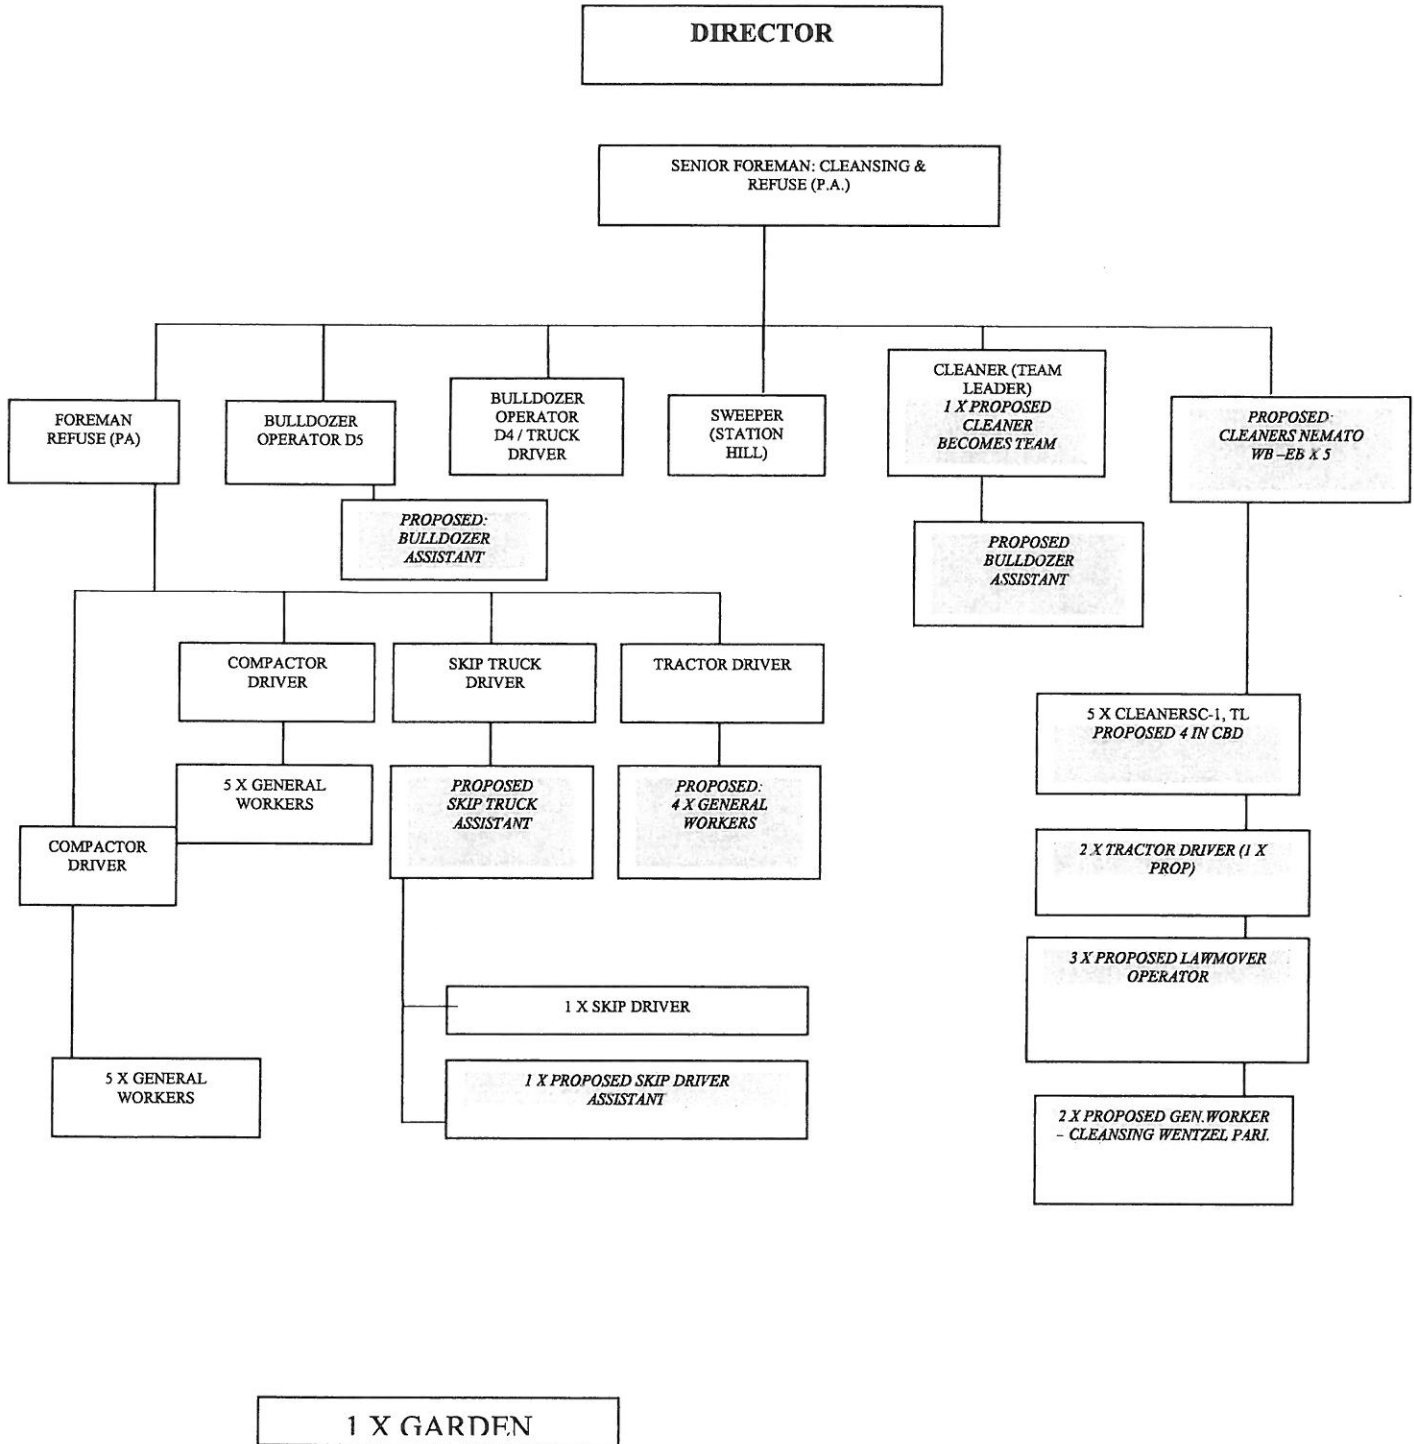 DIRECTOR
SENIOR FOREMAN: CLEANSING &
REFUSE (P.A.)
FOREMAN
REFUSE (PA)
BULLDOZER
OPERATOR D5
BULLDOZER
OPERATOR
D4 / TRUCK
DRIVER
SWEEPER
(STATION
HILL)
CLEANER (TEAM
LEADER)
1 X PROPOSED
CLEANER
BECOMES TEAM
PROPOSED:
CLEANERS NEMATO
WB –EB X 5
PROPOSED:
BULLDOZER
ASSISTANT
PROPOSED
BULLDOZER
ASSISTANT
COMPACTOR
DRIVER
SKIP TRUCK
DRIVER
TRACTOR DRIVER
5 X CLEANERSC-1, TL
PROPOSED 4 IN CBD
5 X GENERAL
WORKERS
PROPOSED
SKIP TRUCK
ASSISTANT
PROPOSED:
4 X GENERAL
WORKERS
COMPACTOR
DRIVER
2 X TRACTOR DRIVER (1 X
PROP)
3 X PROPOSED LAWMOVER
OPERATOR
1 X SKIP DRIVER
5 X GENERAL
WORKERS
1 X PROPOSED SKIP DRIVER
ASSISTANT
2 X PROPOSED GEN.WORKER
– CLEANSING WENTZEL PARI.
1 X GARDEN